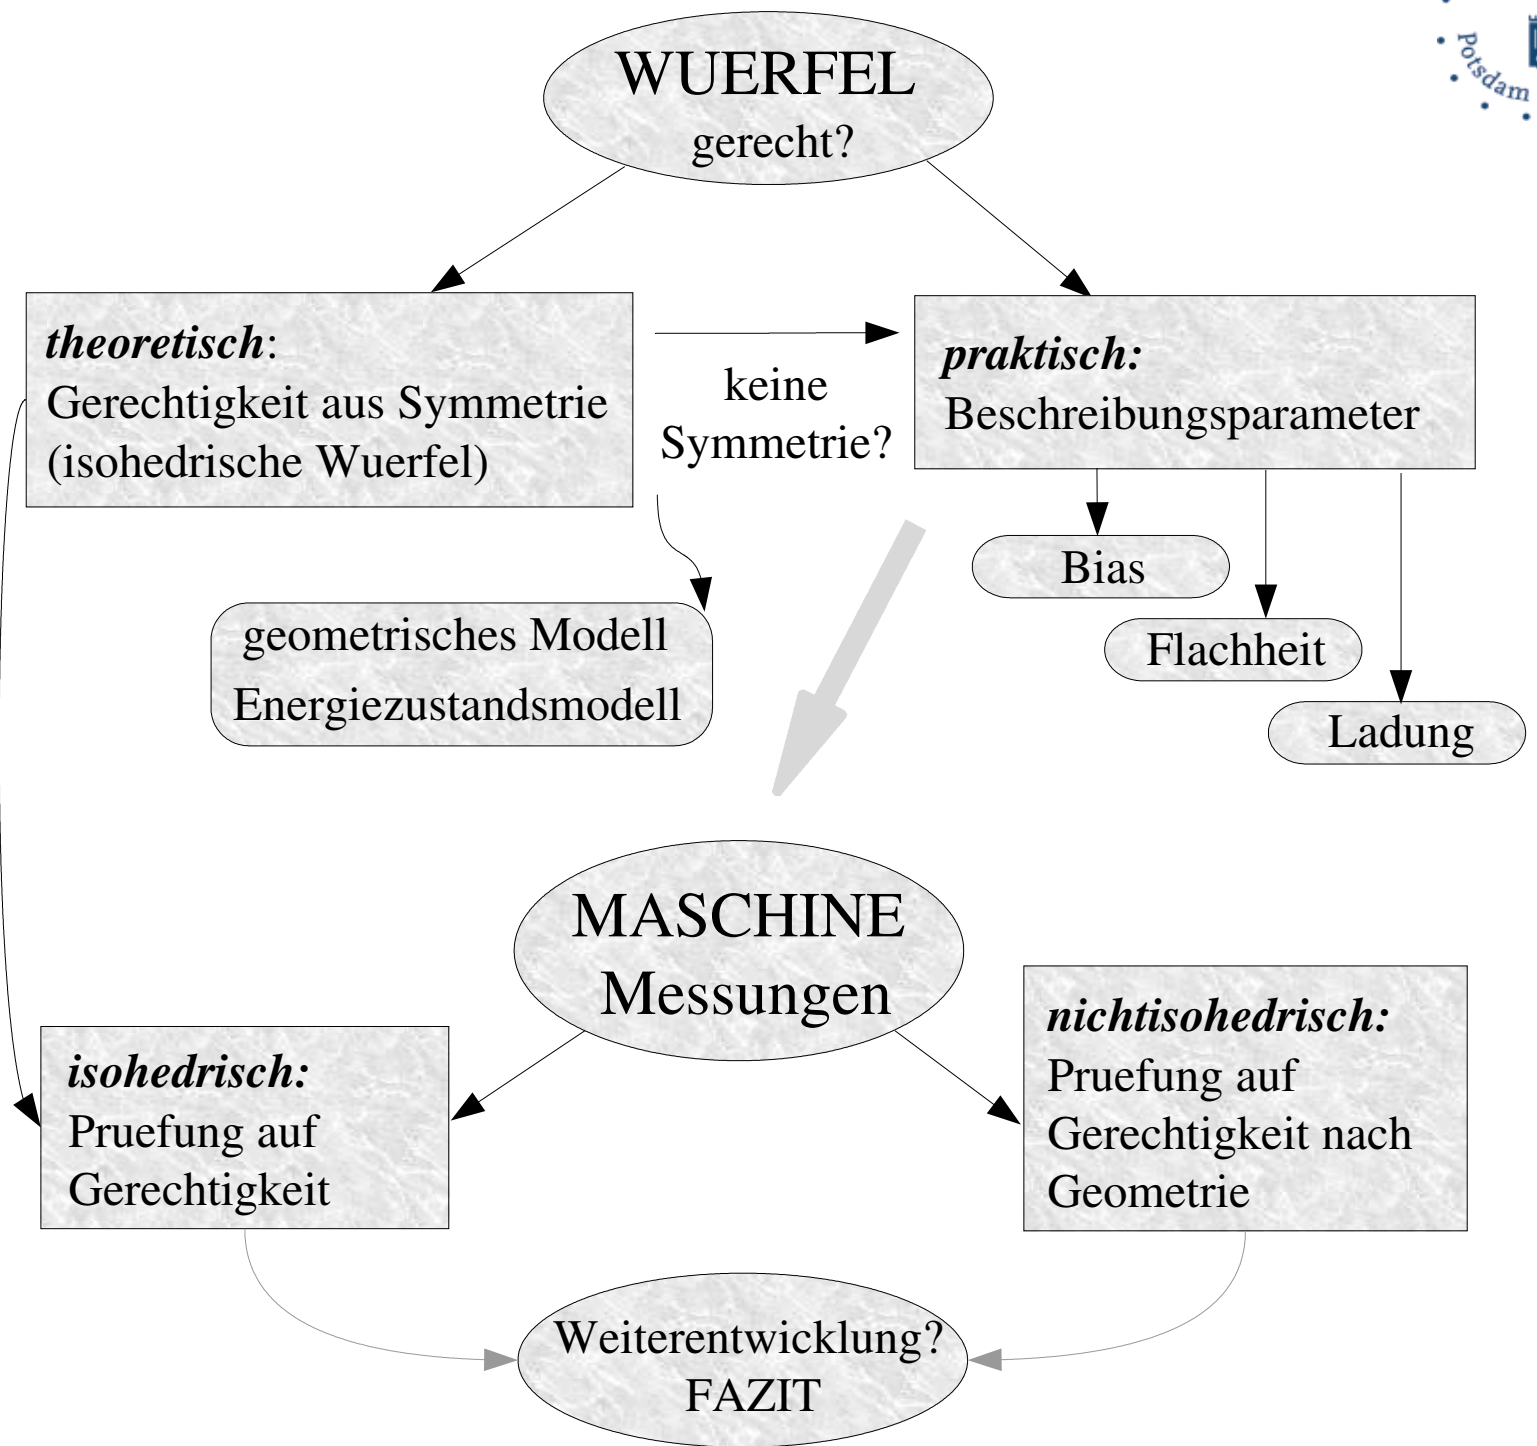 Potsdam
WUERFEL
gerecht?
theoretisch:
Gerechtigkeit aus Symmetrie
(isohedrische Wuerfel)
keine
Symmetrie?
praktisch:
Beschreibungsparameter
Bias
Flachheit
Ladung
geometrisches Modell
Energiezustandsmodell
MASCHINE
Messungen
isohedrisch:
Pruefung auf
Gerechtigkeit
nichtisohedrisch:
Pruefung auf
Gerechtigkeit nach
Geometrie
Weiterentwicklung?
FAZIT